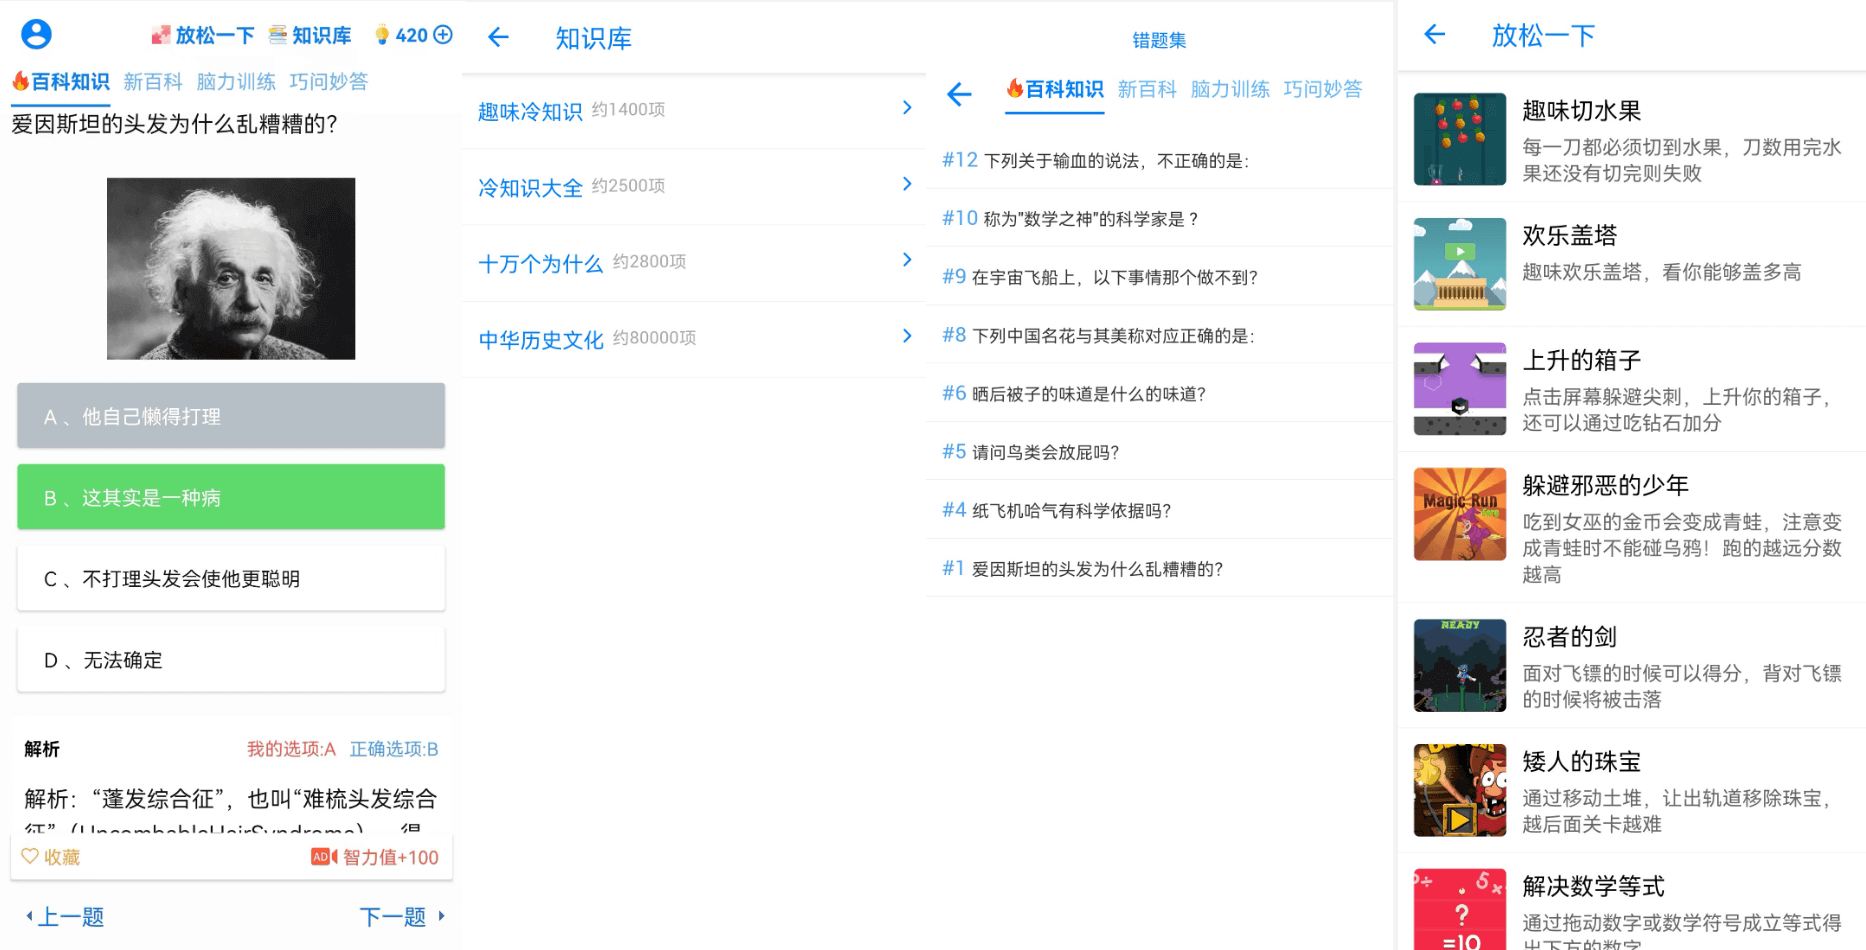 放松一下 知识库 420
百科知识 新百科 脑力训练 巧问妙答
爱因斯坦的头发为什么乱糟糟的?
A 、他自己懒得打理
B 、这其实是一种病
C 、不打理头发会使他更聪明
D 、无法确定
解析 我的选项:A 正确选项:B
解析：“蓬发综合征”，也叫“难梳头发综合
征”（UncombableHairSyndrome），得
收藏 AD 智力值+100
上一题 下一题
知识库
趣味冷知识 约1400项
冷知识大全 约2500项
十万个为什么 约2800项
中华历史文化 约80000项
错题集
百科知识 新百科 脑力训练 巧问妙答
#12 下列关于输血的说法，不正确的是:
#10 称为"数学之神"的科学家是？
#9 在宇宙飞船上，以下事情那个做不到?
#8 下列中国名花与其美称对应正确的是:
#6 晒后被子的味道是什么的味道?
#5 请问鸟类会放屁吗?
#4 纸飞机哈气有科学依据吗?
#1 爱因斯坦的头发为什么乱糟糟的?
放松一下
趣味切水果
每一刀都必须切到水果，刀数用完水
果还没有切完则失败
欢乐盖塔
趣味欢乐盖塔，看你能够盖多高
上升的箱子
点击屏幕躲避尖刺，上升你的箱子，
还可以通过吃钻石加分
Magic Run
躲避邪恶的少年
吃到女巫的金币会变成青蛙，注意变
成青蛙时不能碰乌鸦！跑的越远分数
越高
READY
忍者的剑
面对飞镖的时候可以得分，背对飞镖
的时候将被击落
矮人的珠宝
通过移动土堆，让出轨道移除珠宝，
越后面关卡越难
5 x
?
=10
解决数学等式
通过拖动数字或数学符号成立等式得
出下方的数字